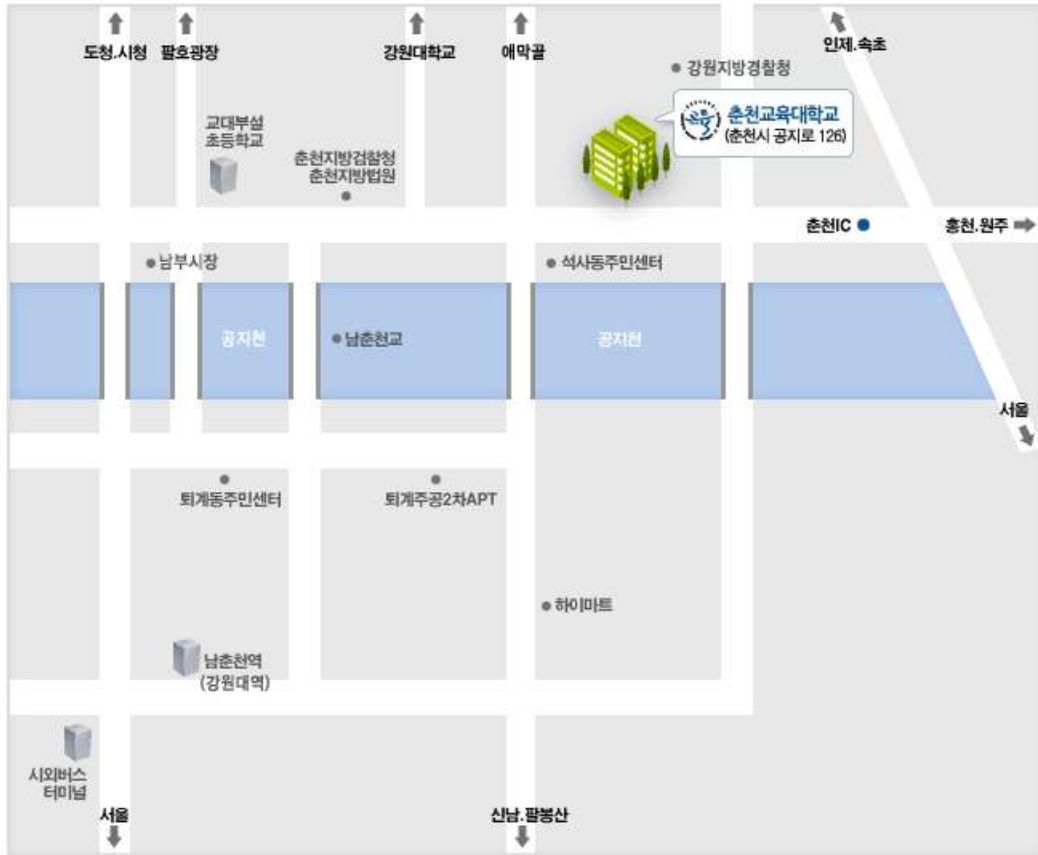 도청.시청
팔호광장
강원대학교
애막골
인제.속초
강원지방경찰청
춘천교육대학교
(춘천시 공지로 126)
교대부설
초등학교
춘천지방검찰청
춘천지방법원
춘천IC
홍천.원주
남부시장
석사동주민센터
공지천
남춘천교
공지천
서울
퇴계동주민센터
퇴계주공2차APT
하이마트
남춘천역
(강원대역)
시외버스
터미널
서울
신남.팔봉산